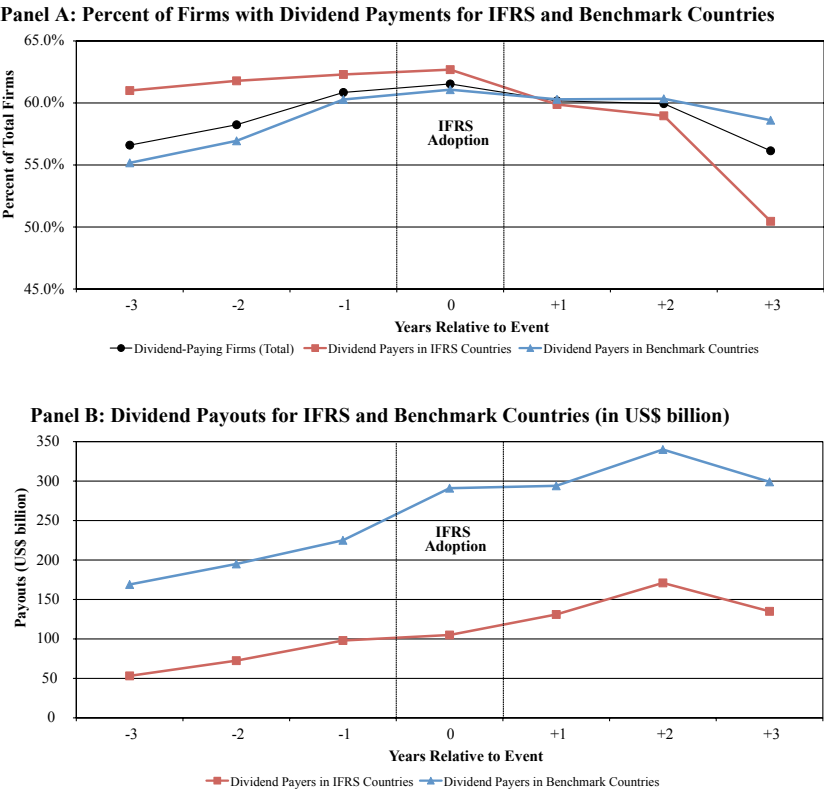 Panel A: Percent of Firms with Dividend Payments for IFRS and Benchmark Countries
65.0%
60.0%
55.0%
50.0%
45.0%
Percent of Total Firms
IFRS
Adoption
-3 -2 -1 0 +1 +2 +3
Years Relative to Event
Dividend-Paying Firms (Total) Dividend Payers in IFRS Countries Dividend Payers in Benchmark Countries
Panel B: Dividend Payouts for IFRS and Benchmark Countries (in US$ billion)
350
300
250
200
150
100
50
0
Payouts (US$ billion)
IFRS
Adoption
-3 -2 -1 0 +1 +2 +3
Years Relative to Event
Dividend Payers in IFRS Countries Dividend Payers in Benchmark Countries